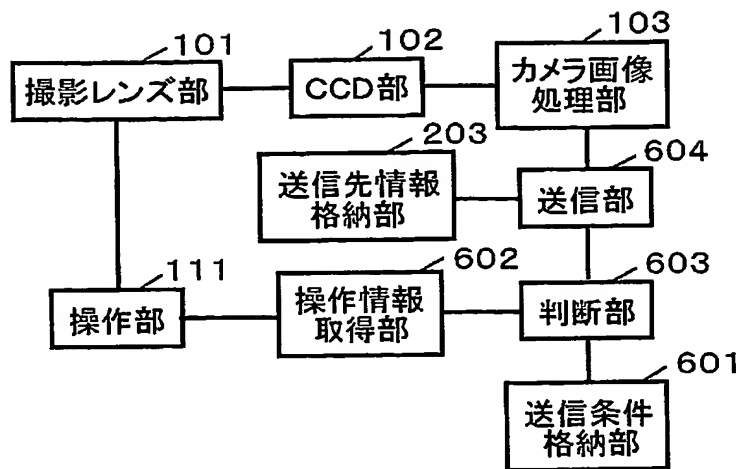 101
撮影レンズ部
102
CCD部
103
カメラ画像
処理部
203
送信先情報
格納部
604
送信部
111
操作部
602
操作情報
取得部
603
判断部
601
送信条件
格納部